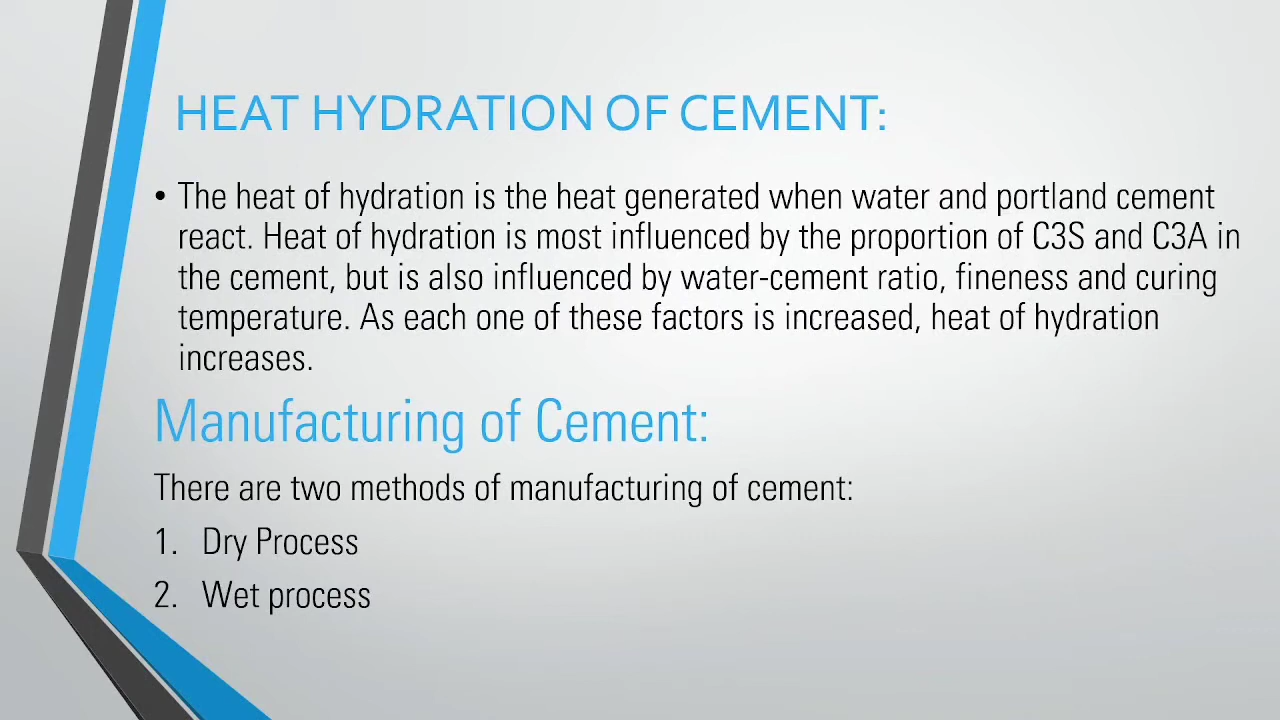 HEAT HYDRATION OF CEMENT:
• The heat of hydration is the heat generated when water and portland cement
react. Heat of hydration is most influenced by the proportion of C3S and C3A in
the cement, but is also influenced by water-cement ratio, fineness and curing
temperature. As each one of these factors is increased, heat of hydration
increases.
Manufacturing of Cement:
There are two methods of manufacturing of cement:
1. Dry Process
2. Wet process